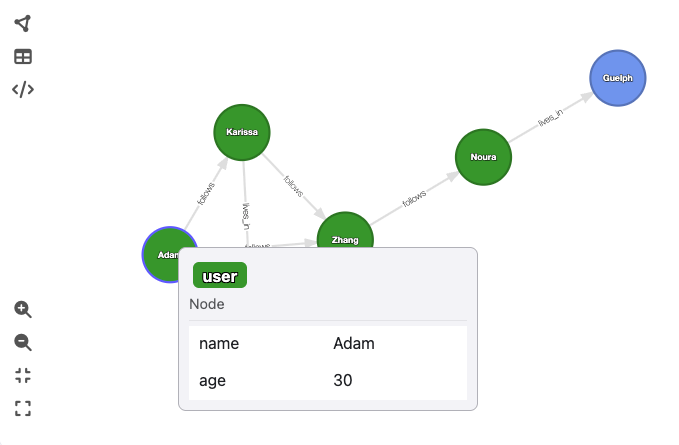 Guelph
lives_in
Karissa
Noura
follows
follows
follows
lives_in
Zhang
follows
Adam
user
Node
name Adam
age 30